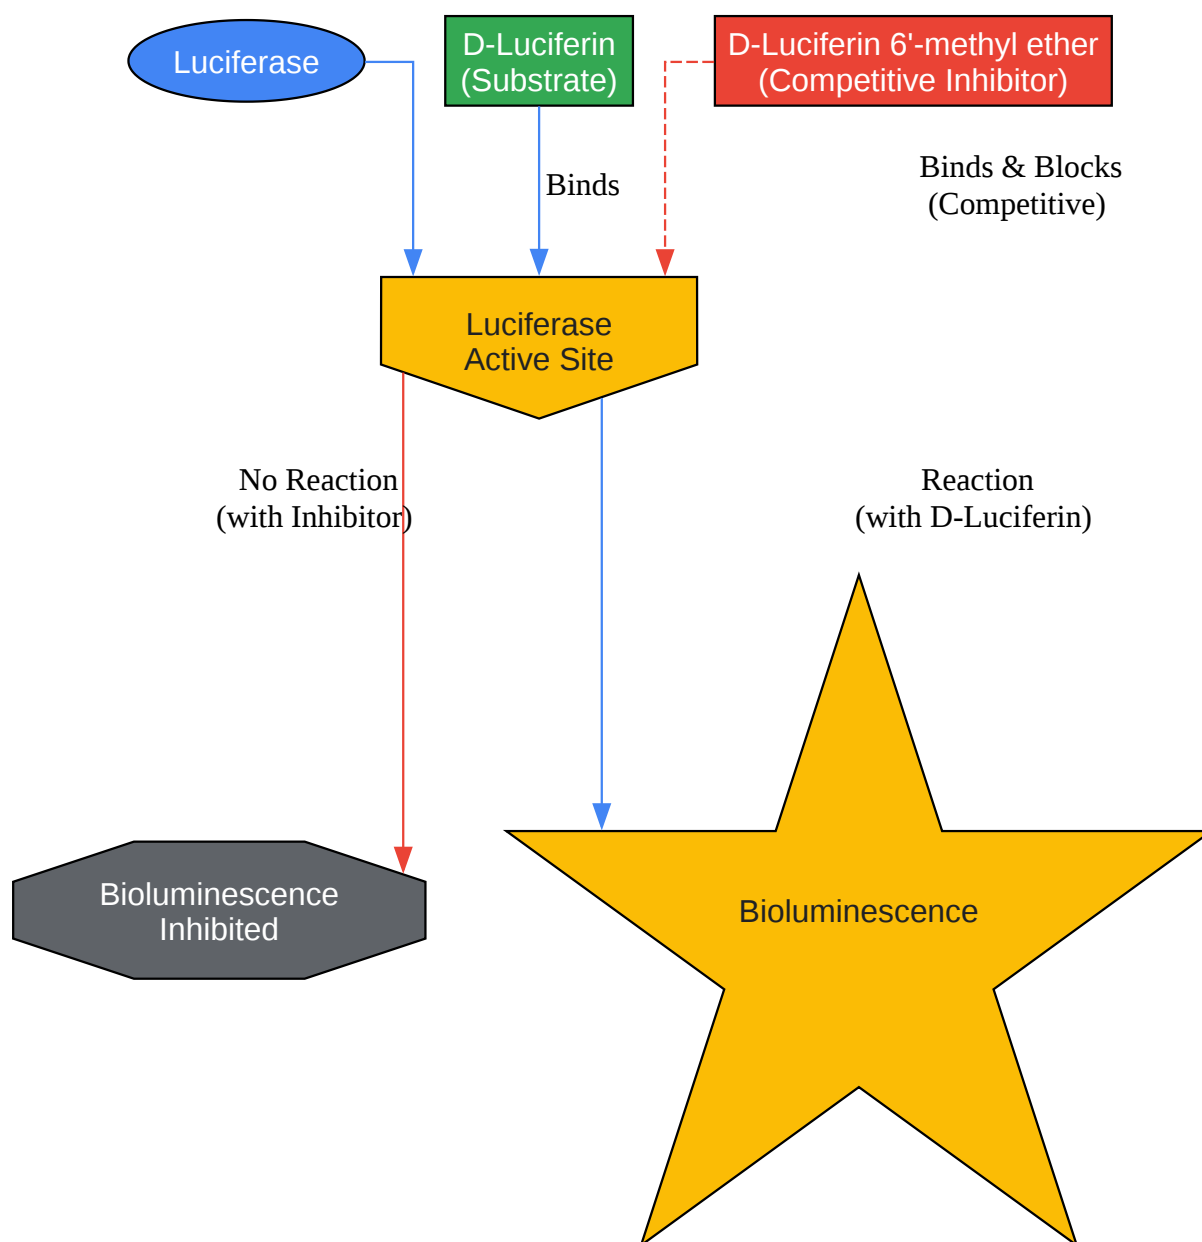 Luciferase
D-Luciferin
(Substrate)
D-Luciferin 6'-methyl ether
(Competitive Inhibitor)
Binds
Binds & Blocks
(Competitive)
Luciferase
Active Site
No Reaction
(with Inhibitor)
Reaction
(with D-Luciferin)
Bioluminescence
Inhibited
Bioluminescence